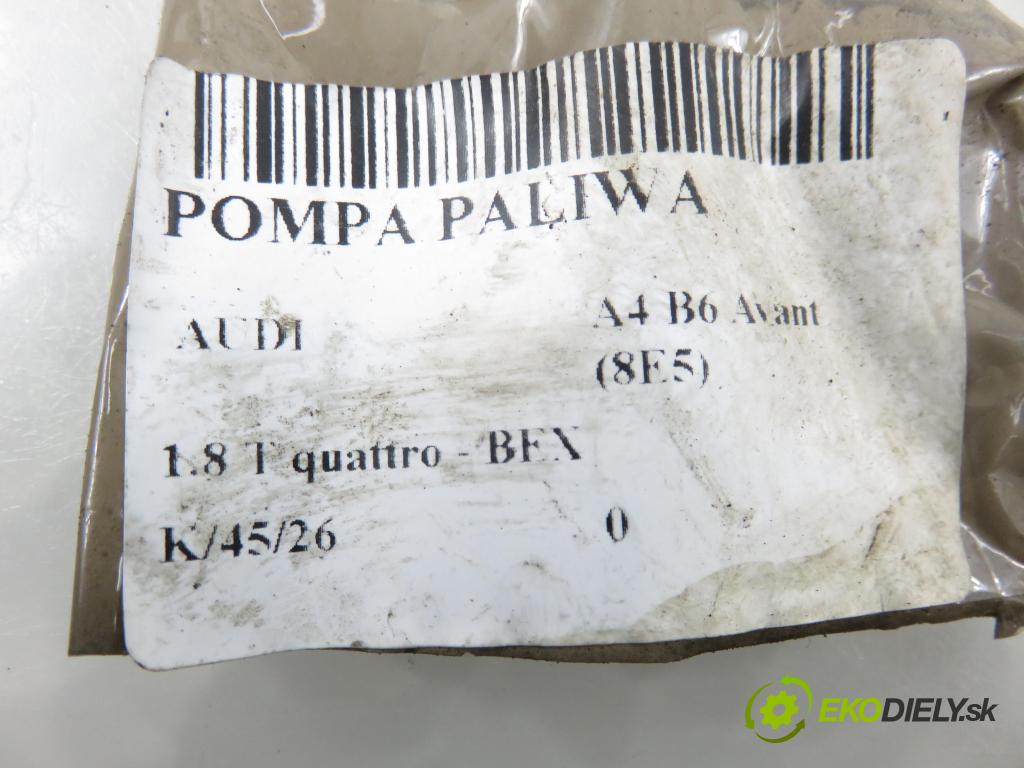 POMPA PALIWA
AUDI
A4 B6 Avant
(8E5)
1.8 T quattro - BEX
K/45/26
0
EKODIELY.sk